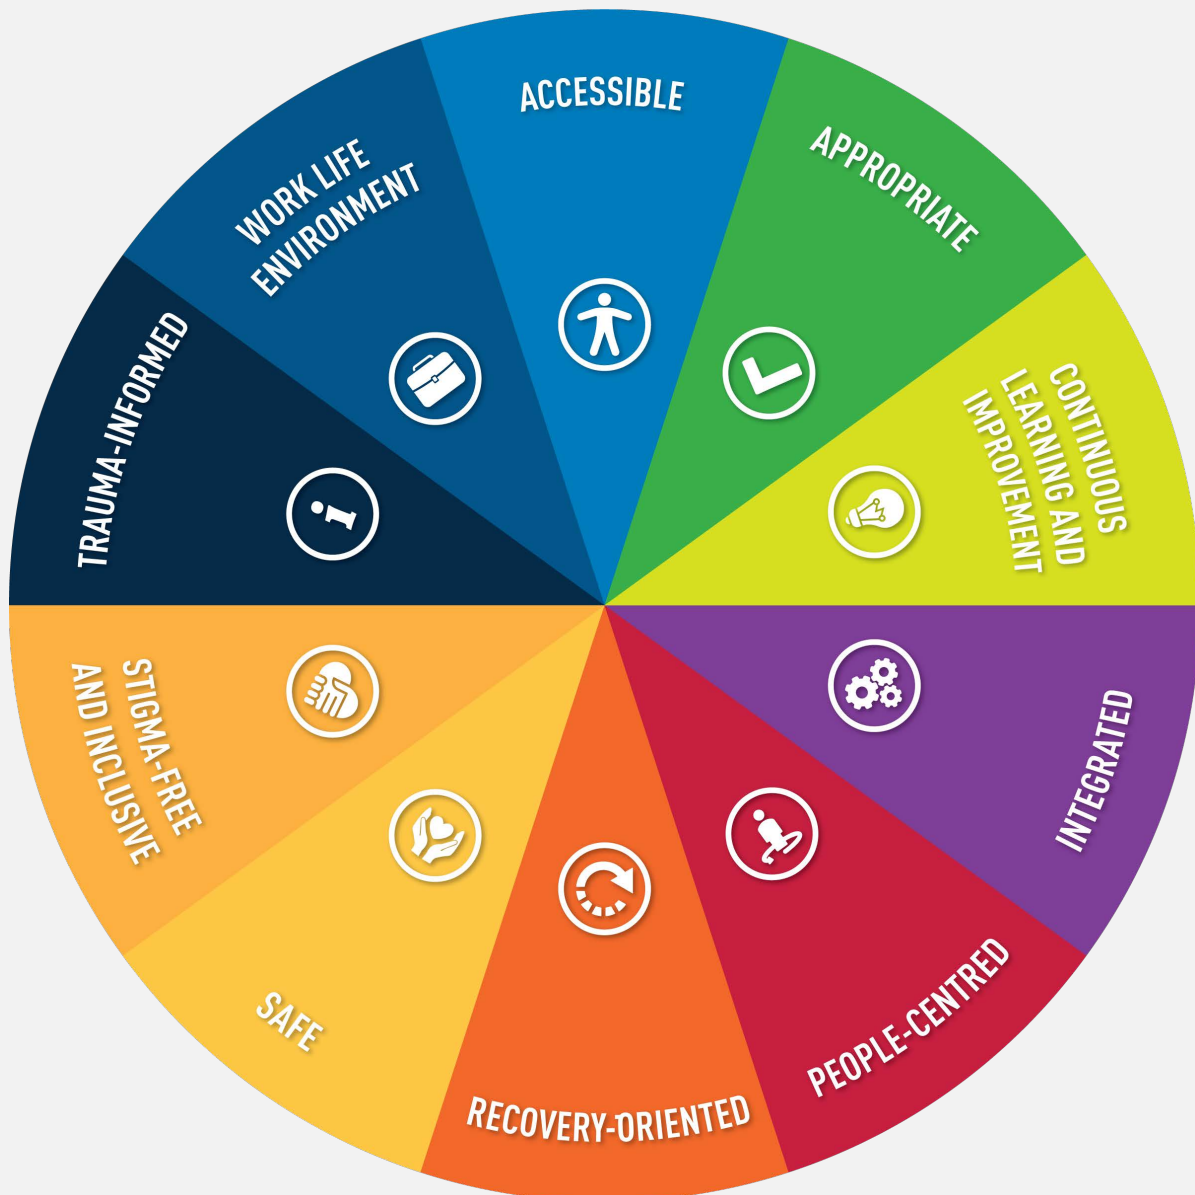 ACCESSIBLE
APPROPRIATE
CONTINUOUS
LEARNING AND
IMPROVEMENT
INTEGRATED
PEOPLE-CENTRED
RECOVERY-ORIENTED
SAFE
STIGMA-FREE
AND INCLUSIVE
TRAUMA-INFORMED
WORK LIFE
ENVIRONMENT